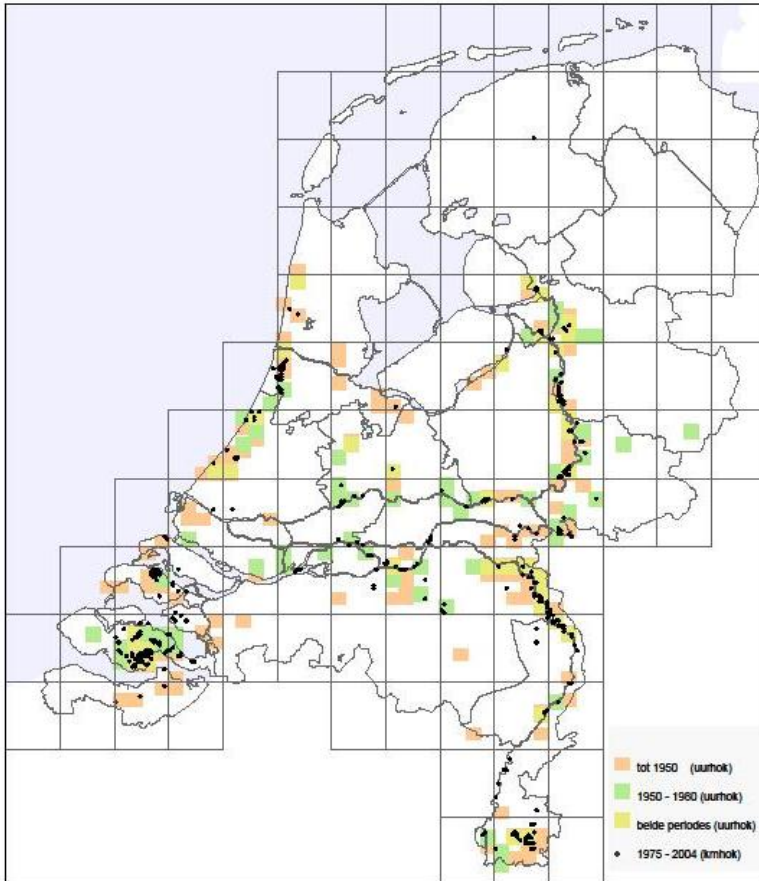 tot 1950 (uurhok)
1950 - 1980 (uurhok)
beide periodes (uurhok)
1975 - 2004 (kmhok)